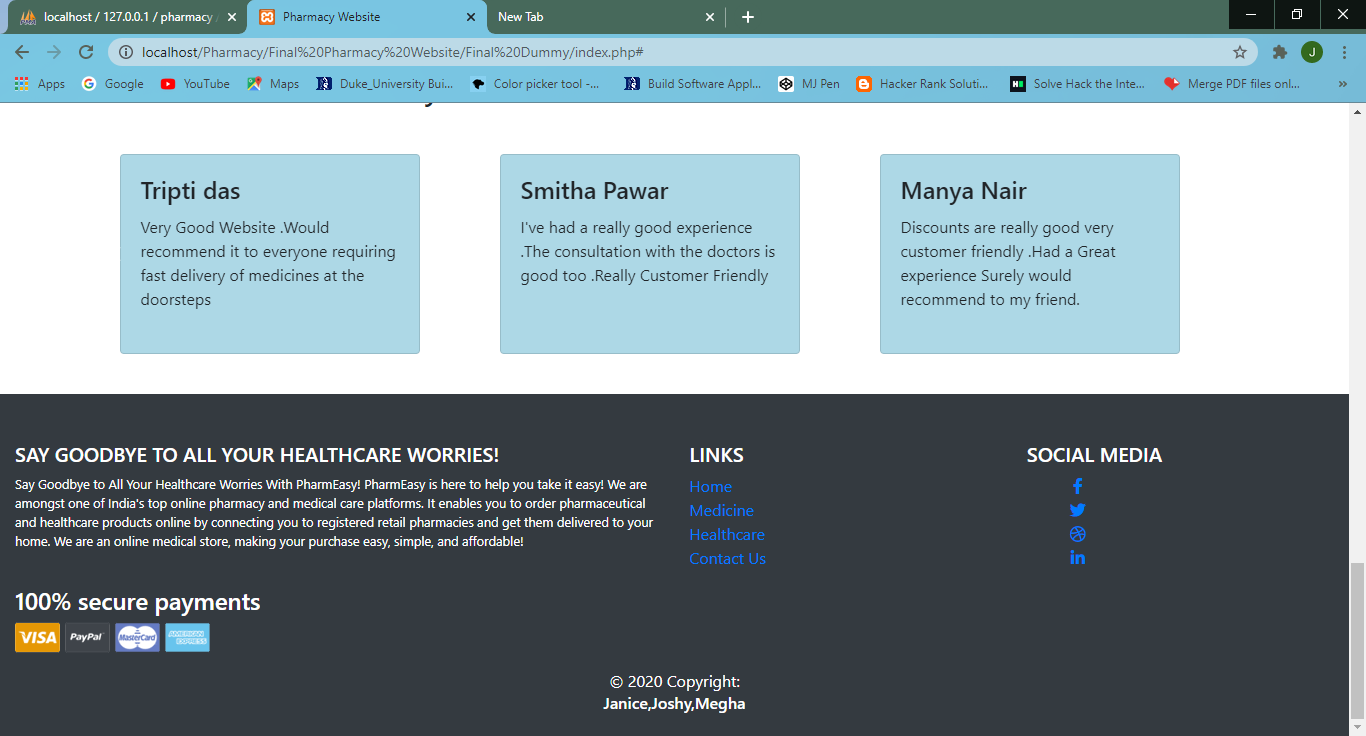 localhost / 127.0.0.1 / pharmacy
Pharmacy Website
New Tab
localhost/Pharmacy/Final%20Pharmacy%20Website/Final%20Dummy/index.php#
J
Apps
Google
YouTube
Maps
Duke_University Bui...
Color picker tool -...
Build Software Appl...
MJ Pen
Hacker Rank Soluti...
Solve Hack the Inte...
Merge PDF files onl...
Tripti das
Very Good Website .Would
recommend it to everyone requiring
fast delivery of medicines at the
doorsteps
Smitha Pawar
I've had a really good experience
.The consultation with the doctors is
good too .Really Customer Friendly
Manya Nair
Discounts are really good very
customer friendly .Had a Great
experience Surely would
recommend to my friend.
SAY GOODBYE TO ALL YOUR HEALTHCARE WORRIES!
Say Goodbye to All Your Healthcare Worries With PharmEasy! PharmEasy is here to help you take it easy! We are
amongst one of India's top online pharmacy and medical care platforms. It enables you to order pharmaceutical
and healthcare products online by connecting you to registered retail pharmacies and get them delivered to your
home. We are an online medical store, making your purchase easy, simple, and affordable!
LINKS
Home
Medicine
Healthcare
Contact Us
SOCIAL MEDIA
100% secure payments
VISA
PayPal
MasterCard
AMERICAN EXPRESS
© 2020 Copyright:
Janice,Joshy,Megha